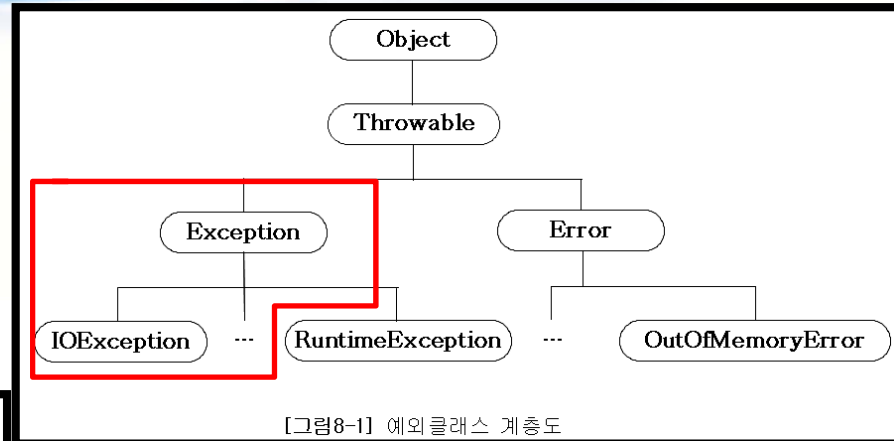 Object
Throwable
Exception
Error
IOException
...
RuntimeException
...
OutOfMemoryError
[그림8-1] 예외클래스 계층도